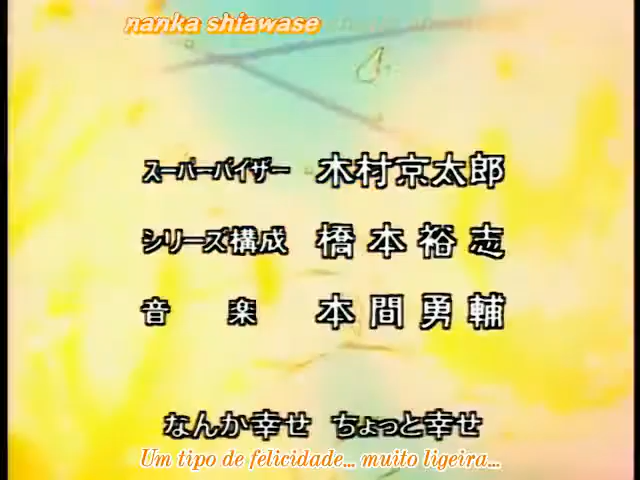 nanka shiawase
スーパーバイザー 木村京太郎
シリーズ構成 橋本裕志
音楽 本間勇輔
なんか幸せ ちょっと幸せ
Um tipo de felicidade... muito ligeira...